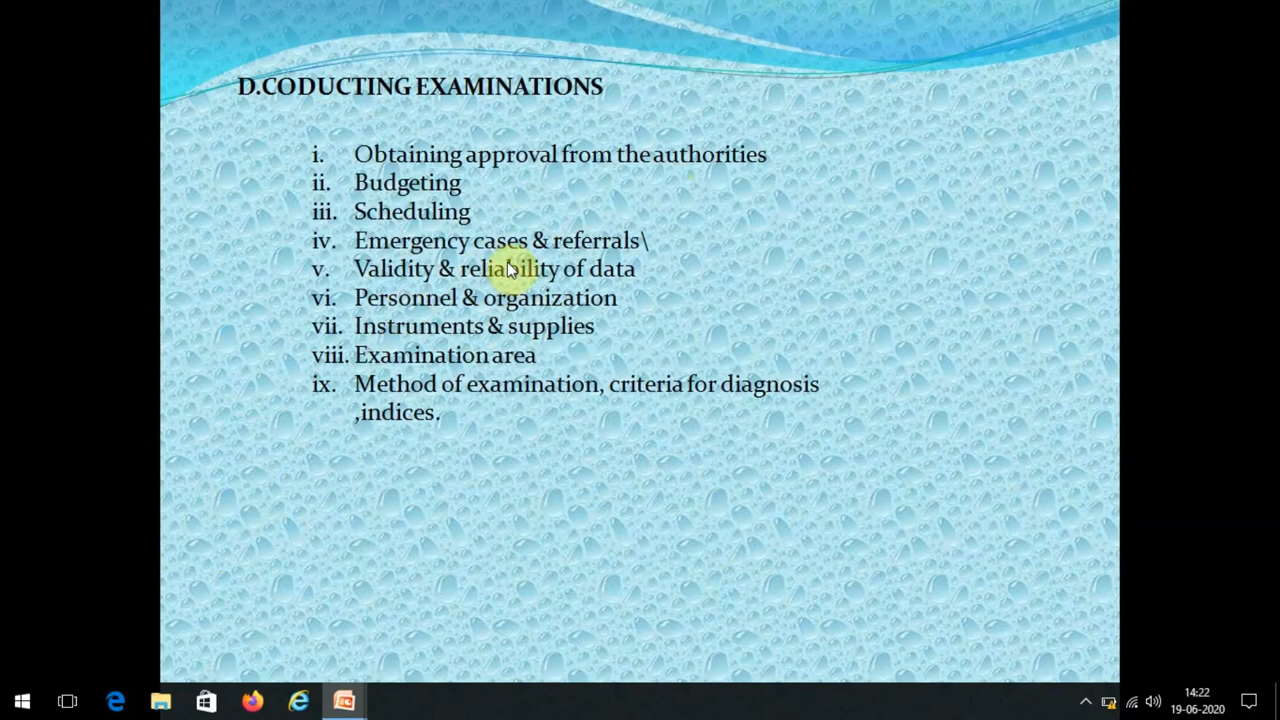 D.CODUCTING EXAMINATIONS
i. Obtaining approval from the authorities
ii. Budgeting
iii. Scheduling
iv. Emergency cases & referrals\
v. Validity & reliability of data
vi. Personnel & organization
vii. Instruments & supplies
viii. Examination area
ix. Method of examination, criteria for diagnosis
,indices.
14:22
19-06-2020